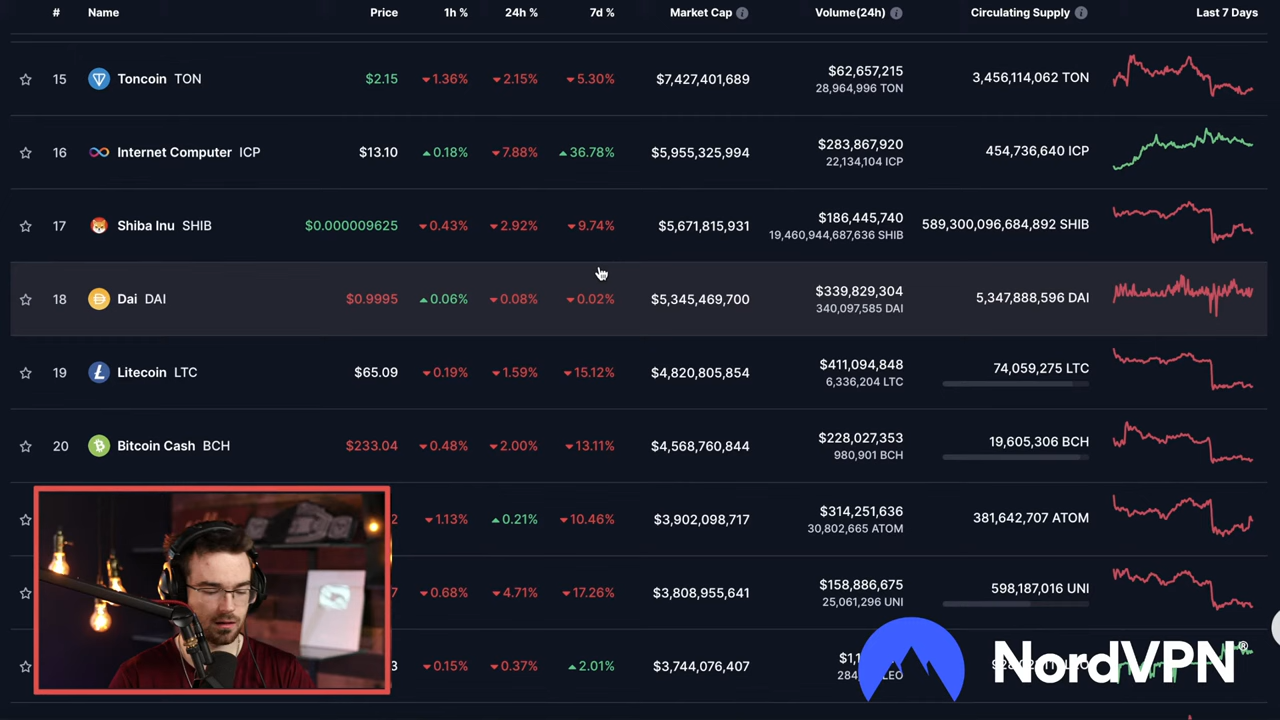 # Name Price 1h % 24h % 7d % Market Cap Volume(24h) Circulating Supply Last 7 Days
15 Toncoin TON $2.15 1.36% 2.15% 5.30% $7,427,401,689 $62,657,215 3,456,114,062 TON
28,964,996 TON
16 Internet Computer ICP $13.10 0.18% 7.88% 36.78% $5,955,325,994 $283,867,920 454,736,640 ICP
22,134,104 ICP
17 Shiba Inu SHIB $0.000009625 0.43% 2.92% 9.74% $5,671,815,931 $186,445,740 589,300,096,684,892 SHIB
19,460,944,687,636 SHIB
18 Dai DAI $0.9995 0.06% 0.08% 0.02% $5,345,469,700 $339,829,304 5,347,888,596 DAI
340,097,585 DAI
19 Litecoin LTC $65.09 0.19% 1.59% 15.12% $4,820,805,854 $411,094,848 74,059,275 LTC
6,336,204 LTC
20 Bitcoin Cash BCH $233.04 0.48% 2.00% 13.11% $4,568,760,844 $228,027,353 19,605,306 BCH
980,901 BCH
2 1.13% 0.21% 10.46% $3,902,098,717 $314,251,636 381,642,707 ATOM
30,802,665 ATOM
7 0.68% 4.71% 17.26% $3,808,955,641 $158,886,675 598,187,016 UNI
25,061,296 UNI
3 0.15% 0.37% 2.01% $3,744,076,407 $1,1
284 LEO
NordVPN®